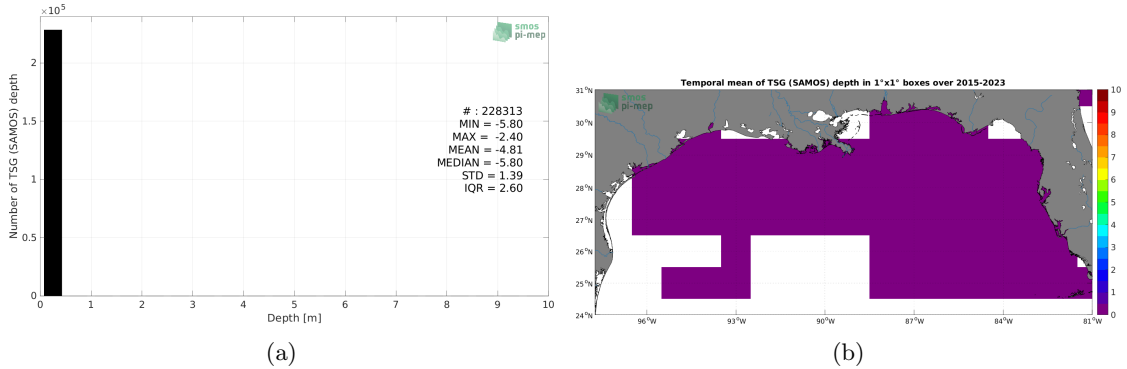 ×10^5
2
1.5
1
0.5
0
0 1 2 3 4 5 6 7 8 9 10
Number of TSG (SAMOS) depth
Depth [m]
smos
pi-mep
# : 228313
MIN = -5.80
MAX = -2.40
MEAN = -4.81
MEDIAN = -5.80
STD = 1.39
IQR = 2.60
(a)
Temporal mean of TSG (SAMOS) depth in 1°x1° boxes over 2015-2023
smos
pi-mep
31°N
30°N
29°N
28°N
27°N
26°N
25°N
24°N
96°W 93°W 90°W 87°W 84°W 81°W
10
9
8
7
6
5
4
3
2
1
0
(b)